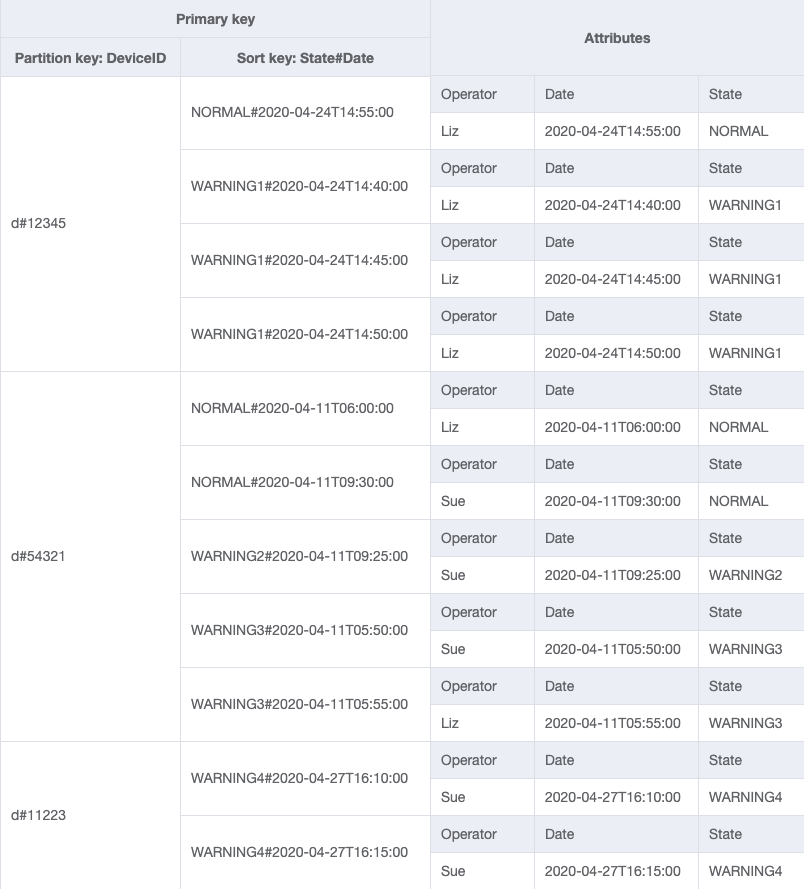 Primary key
Attributes
Partition key: DeviceID Sort key: State#Date
Operator Date State
NORMAL#2020-04-24T14:55:00
Liz 2020-04-24T14:55:00 NORMAL
Operator Date State
WARNING1#2020-04-24T14:40:00
Liz 2020-04-24T14:40:00 WARNING1
d#12345
Operator Date State
WARNING1#2020-04-24T14:45:00
Liz 2020-04-24T14:45:00 WARNING1
Operator Date State
WARNING1#2020-04-24T14:50:00
Liz 2020-04-24T14:50:00 WARNING1
Operator Date State
NORMAL#2020-04-11T06:00:00
Liz 2020-04-11T06:00:00 NORMAL
Operator Date State
NORMAL#2020-04-11T09:30:00
Sue 2020-04-11T09:30:00 NORMAL
Operator Date State
d#54321 WARNING2#2020-04-11T09:25:00
Sue 2020-04-11T09:25:00 WARNING2
Operator Date State
WARNING3#2020-04-11T05:50:00
Sue 2020-04-11T05:50:00 WARNING3
Operator Date State
WARNING3#2020-04-11T05:55:00
Liz 2020-04-11T05:55:00 WARNING3
Operator Date State
WARNING4#2020-04-27T16:10:00
Sue 2020-04-27T16:10:00 WARNING4
d#11223
Operator Date State
WARNING4#2020-04-27T16:15:00
Sue 2020-04-27T16:15:00 WARNING4